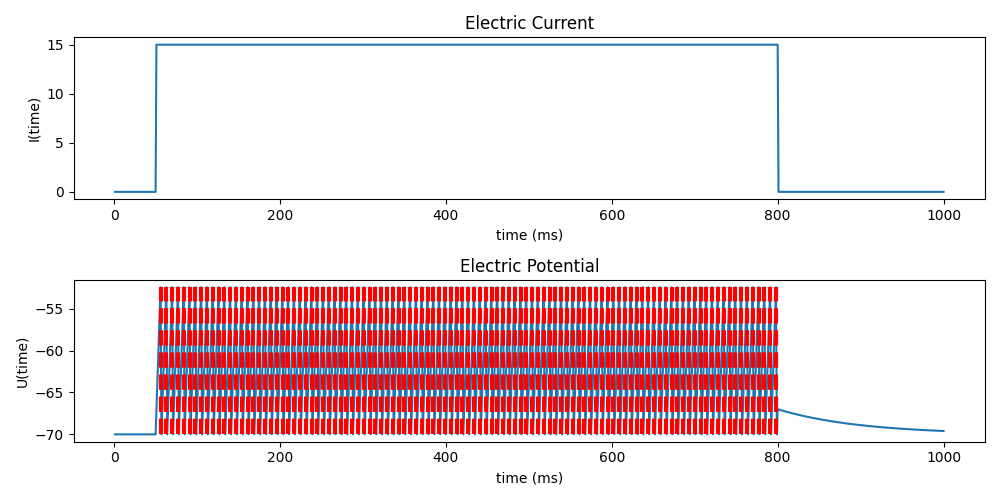 Electric Current
15
10
5
0
I(time)
0 200 400 600 800 1000
time (ms)
Electric Potential
−55
−60
−65
−70
U(time)
0 200 400 600 800 1000
time (ms)